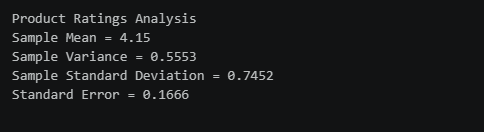 Product Ratings Analysis
Sample Mean = 4.15
Sample Variance = 0.5553
Sample Standard Deviation = 0.7452
Standard Error = 0.1666